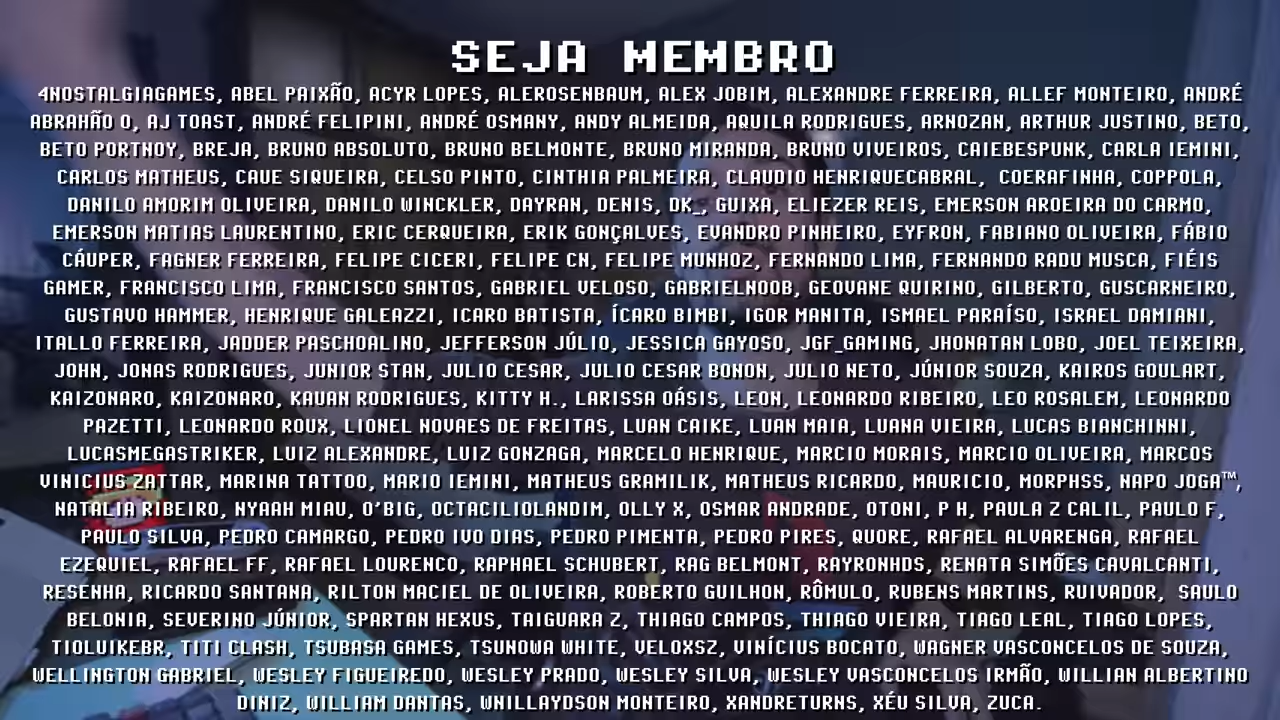 SEJA MEMBRO
4NOSTALGIAGAMES, ABEL PAIXÃO, ACYR LOPES, ALEROSENBAUM, ALEX JOBIM, ALEXANDRE FERREIRA, ALLEF MONTEIRO, ANDRÉ
ABRAHÃO O, AJ TOAST, ANDRÉ FELIPINI, ANDRÉ OSMANY, ANDY ALMEIDA, AQUILA RODRIGUES, ARNOZAN, ARTHUR JUSTINO, BETO,
BETO PORTNOY, BREJA, BRUNO ABSOLUTO, BRUNO BELMONTE, BRUNO MIRANDA, BRUNO VIVEIROS, CAIEBESPUNK, CARLA IEMINI,
CARLOS MATHEUS, CAVE SIQUEIRA, CELSO PINTO, CINTHIA PALMEIRA, CLAUDIO HENRIQUECABRAL, COERAFINHA, COPPOLA,
DANILO AMORIM OLIVEIRA, DANILO WINCKLER, DAYRAN, DENIS, DK_, GUIXA, ELIEZER REIS, EMERSON AROEIRA DO CARMO,
EMERSON MATIAS LAURENTINO, ERIC CERQUEIRA, ERIK GONÇALVES, EVANDRO PINHEIRO, EYFRON, FABIANO OLIVEIRA, FÁBIO
CÁUPER, FAGNER FERREIRA, FELIPE CICERI, FELIPE CN, FELIPE MUNHOZ, FERNANDO LIMA, FERNANDO RADU MUSCA, FIÉIS
GAMER, FRANCISCO LIMA, FRANCISCO SANTOS, GABRIEL VELOSO, GABRIELNOOB, GEOVANE QUIRINO, GILBERTO, GUSCARNEIRO,
GUSTAVO HAMMER, HENRIQUE GALEAZZI, ICARO BATISTA, ÍCARO BIMBI, IGOR MANITA, ISMAEL PARAÍSO, ISRAEL DAMIANI,
ITALLO FERREIRA, JADDER PASCHOALINO, JEFFERSON JÚLIO, JESSICA GAYOSO, JGF_GAMING, JHONATAN LOBO, JOEL TEIXEIRA,
JOHN, JONAS RODRIGUES, JUNIOR STAN, JULIO CESAR, JULIO CESAR BONON, JULIO NETO, JÚNIOR SOUZA, KAIROS GOULART,
KAIZONARO, KAIZONARO, KAUAN RODRIGUES, KITTY H., LARISSA OÁSIS, LEON, LEONARDO RIBEIRO, LEO ROSALEM, LEONARDO
PAZETTI, LEONARDO ROUX, LIONEL NOVAES DE FREITAS, LUAN CAIKE, LUAN MAIA, LUANA VIEIRA, LUCAS BIANCHINNI,
LUCASMEGASTRIKER, LUIZ ALEXANDRE, LUIZ GONZAGA, MARCELO HENRIQUE, MARCIO MORAIS, MARCIO OLIVEIRA, MARCOS
VINICIUS ZATTAR, MARINA TATTOO, MARIO IEMINI, MATHEUS GRAMILIK, MATHEUS RICARDO, MAURICIO, MORPHSS, NAPO JOGA™,
NATALIA RIBEIRO, NYAAH MIAU, O'BIG, OCTACILIOLANDIM, OLLY X, OSMAR ANDRADE, OTONI, P H, PAULA Z CALIL, PAULO F,
PAULO SILVA, PEDRO CAMARGO, PEDRO IVO DIAS, PEDRO PIMENTA, PEDRO PIRES, QUORE, RAFAEL ALVARENGA, RAFAEL
EZEQUIEL, RAFAEL FF, RAFAEL LOURENCO, RAPHAEL SCHUBERT, RAG BELMONT, RAYRONHDS, RENATA SIMÕES CAVALCANTI,
RESENHA, RICARDO SANTANA, RILTON MACIEL DE OLIVEIRA, ROBERTO GUILHON, RÔMULO, RUBENS MARTINS, RUIVADOR, SAULO
BELONIA, SEVERINO JÚNIOR, SPARTAN HEXUS, TAIGUARA Z, THIAGO CAMPOS, THIAGO VIEIRA, TIAGO LEAL, TIAGO LOPES,
TIOLUIKEBR, TITI CLASH, TSUBASA GAMES, TSUNOWA WHITE, VELOXSZ, VINÍCIUS BOCATO, WAGNER VASCONCELOS DE SOUZA,
WELLINGTON GABRIEL, WESLEY FIGUEIREDO, WESLEY PRADO, WESLEY SILVA, WESLEY VASCONCELOS IRMÃO, WILLIAN ALBERTINO
DINIZ, WILLIAM DANTAS, WHILLAYDSON MONTEIRO, XANDRETURNS, XÉU SILVA, ZUCA.